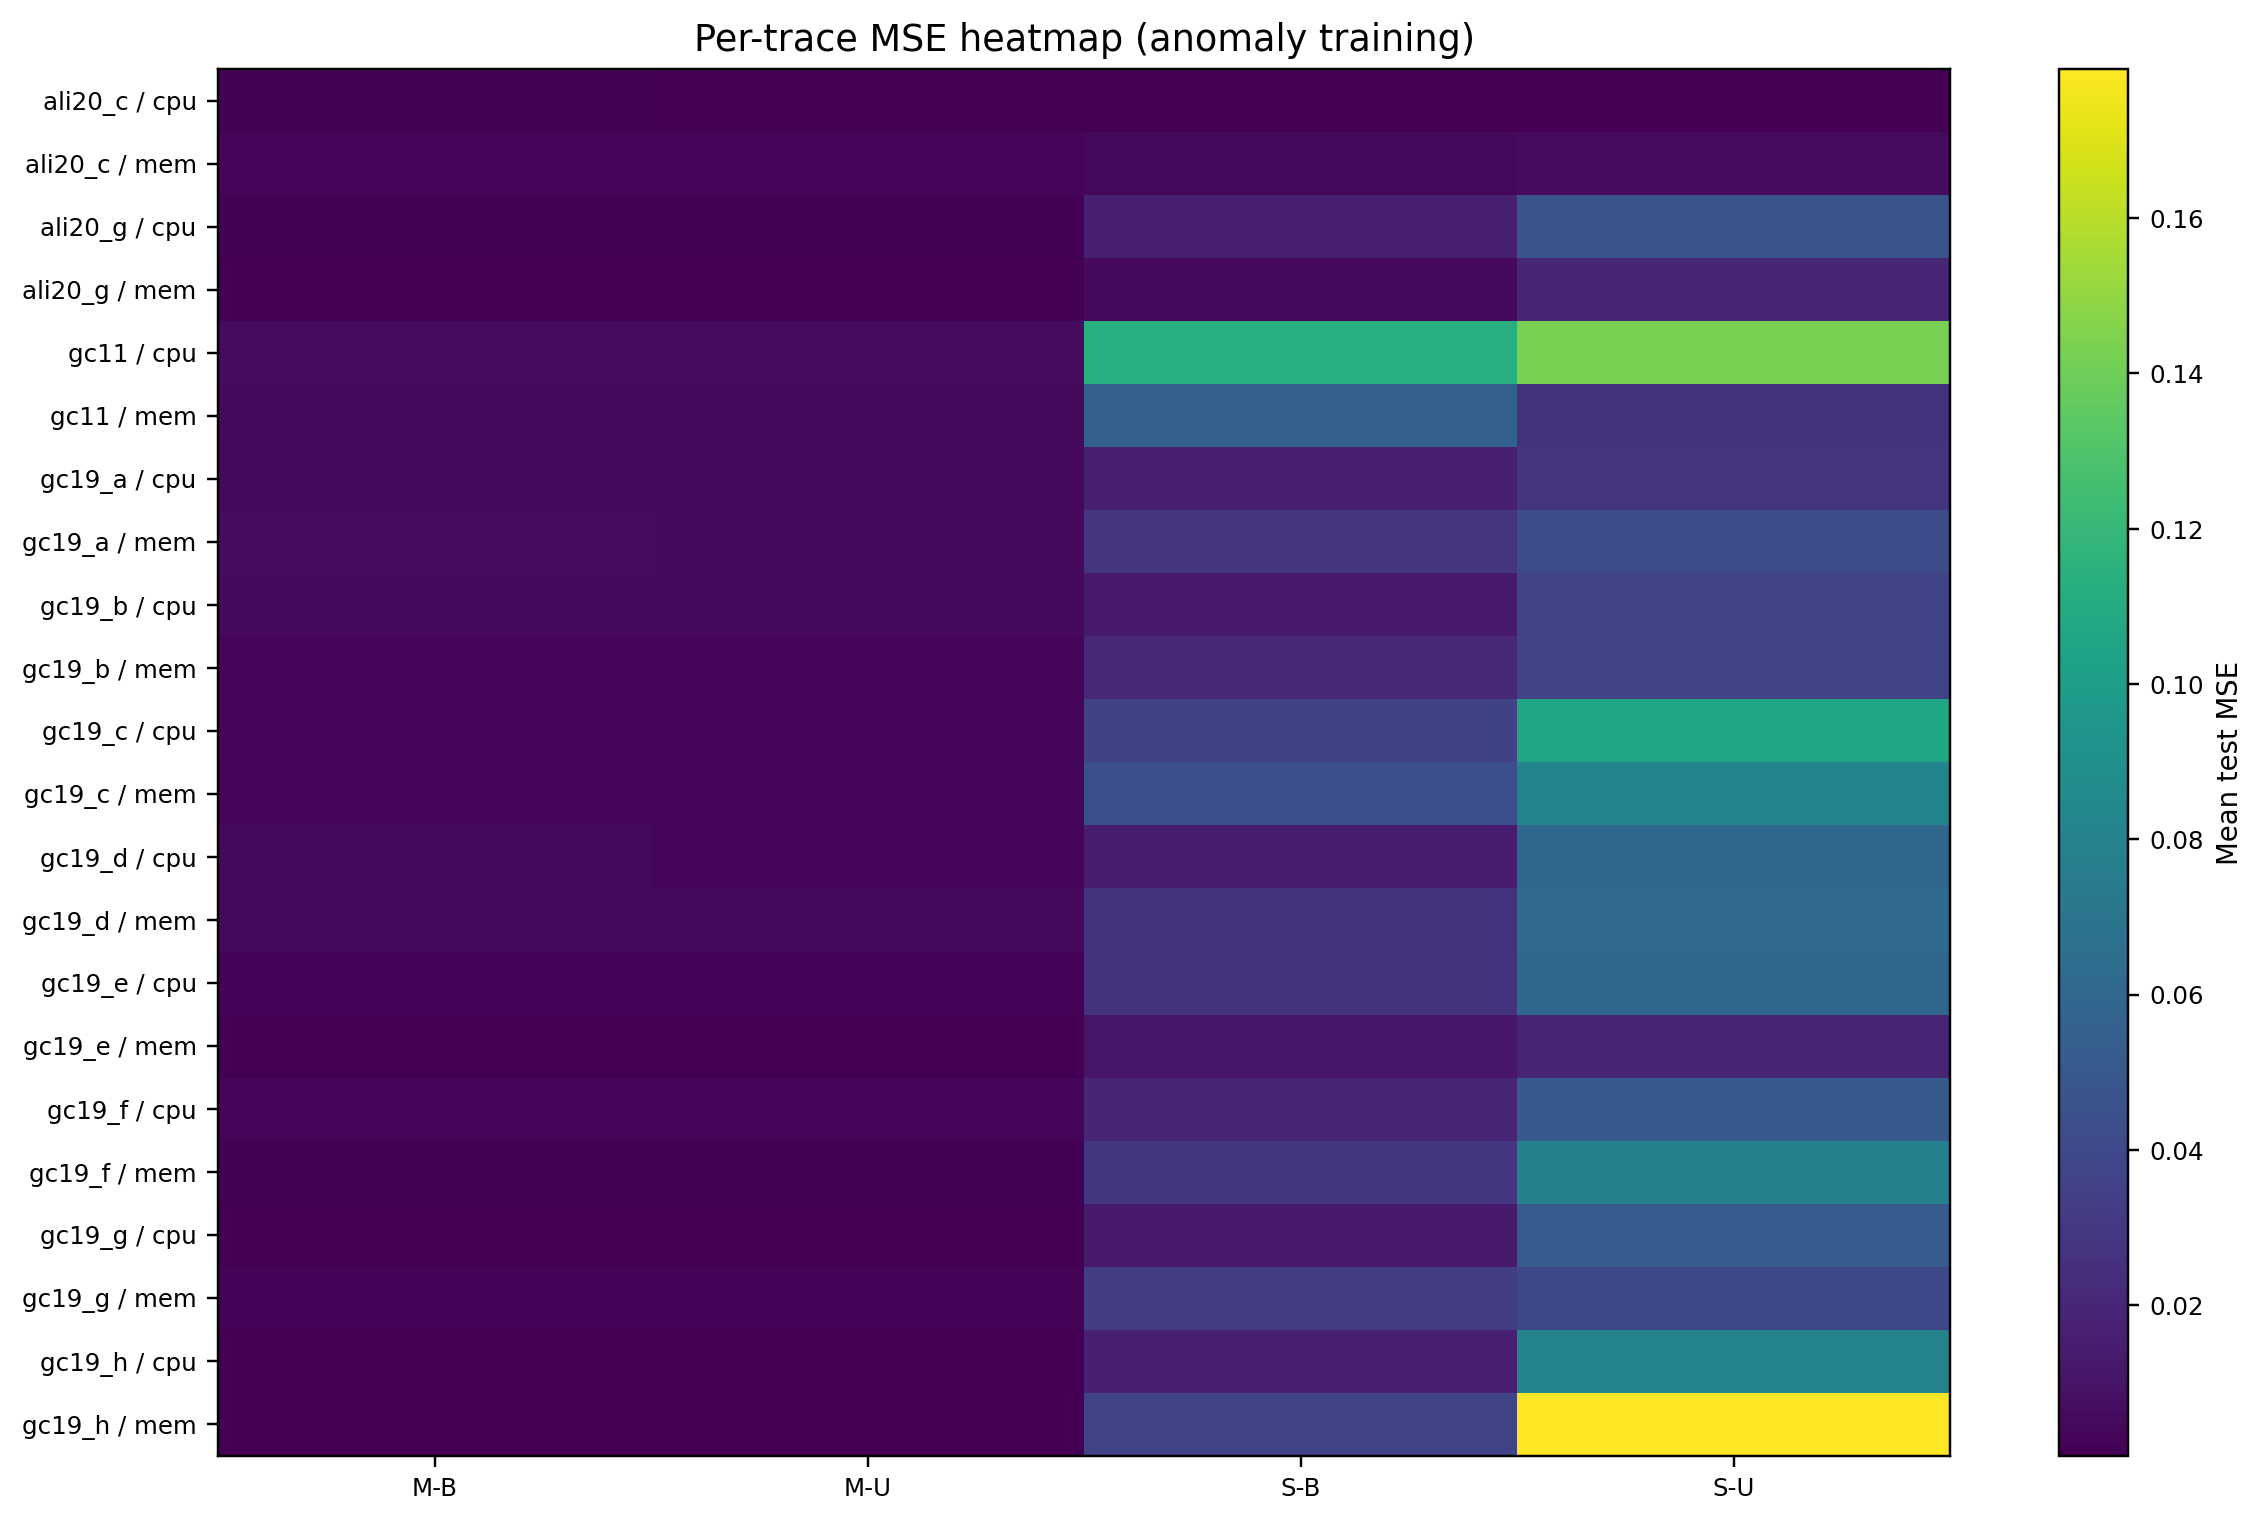 Per-trace MSE heatmap (anomaly training)
ali20_c / cpu
ali20_c / mem
ali20_g / cpu
ali20_g / mem
gc11 / cpu
gc11 / mem
gc19_a / cpu
gc19_a / mem
gc19_b / cpu
gc19_b / mem
gc19_c / cpu
gc19_c / mem
gc19_d / cpu
gc19_d / mem
gc19_e / cpu
gc19_e / mem
gc19_f / cpu
gc19_f / mem
gc19_g / cpu
gc19_g / mem
gc19_h / cpu
gc19_h / mem
M-B
M-U
S-B
S-U
0.16
0.14
0.12
0.10
0.08
0.06
0.04
0.02
Mean test MSE